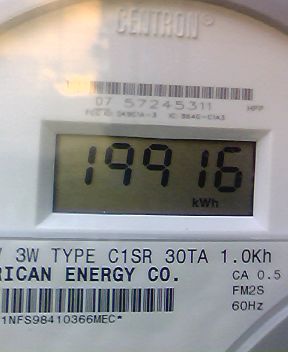 CENTRON®
07 57245311
HPP
19916
kWh
3W TYPE C1SR 30TA 1.0Kh
RICAN ENERGY CO.
CA 0.5
FM2S
60Hz
1NFS98410366MEC*